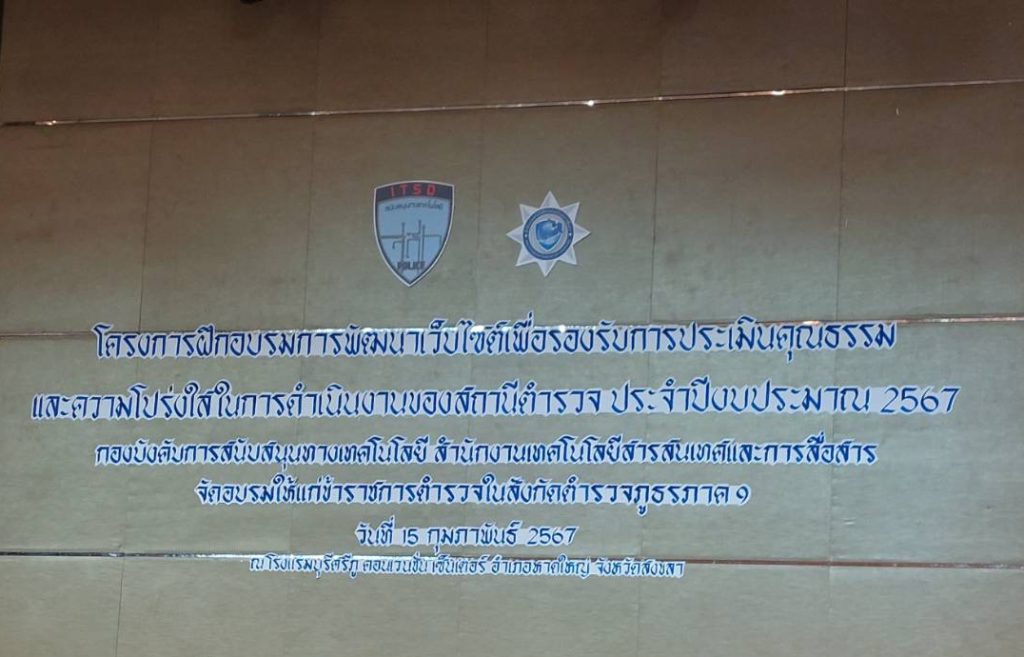 ITSD
POLICE
โครงการฝึกอบรมการพัฒนาเว็บไซต์เพื่อรองรับการประเมินคุณธรรม
และความโปร่งใสในการดำเนินงานของสถานีตำรวจ ประจำปีงบประมาณ 2567
กองบังคับการสนับสนุนทางเทคโนโลยี สำนักงานเทคโนโลยีสารสนเทศและการสื่อสาร
จัดอบรมให้แก่ข้าราชการตำรวจในสังกัดตำรวจภูธรภาค ๑
วันที่ 15 กุมภาพันธ์ 2567
ณ โรงแรมบุรีศรีภู คอนเวนชั่น เซ็นเตอร์ อำเภอหาดใหญ่ จังหวัดสงขลา